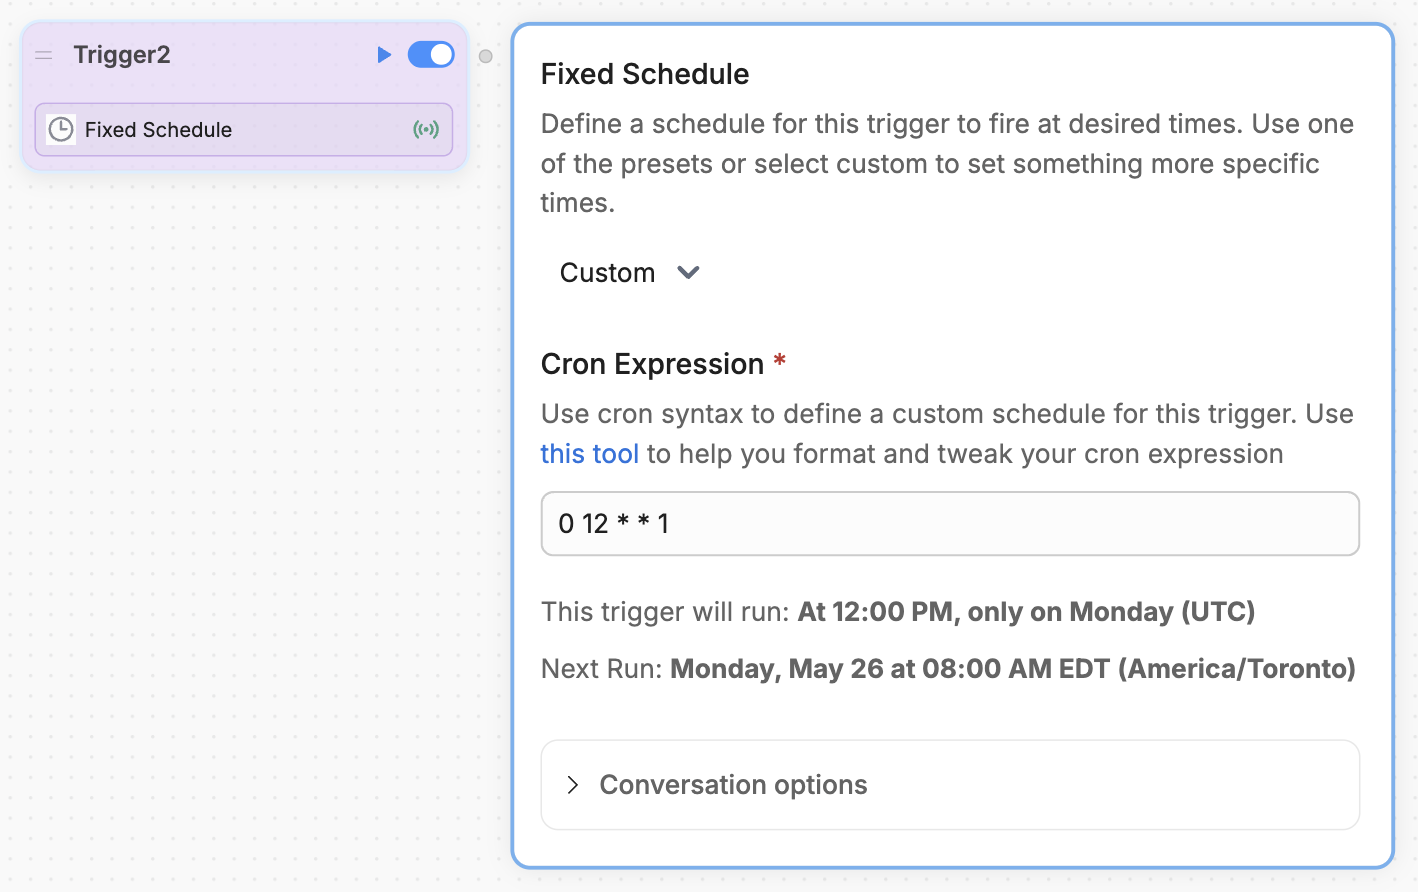 Trigger2
Fixed Schedule
Fixed Schedule
Define a schedule for this trigger to fire at desired times. Use one
of the presets or select custom to set something more specific
times.
Custom
Cron Expression *
Use cron syntax to define a custom schedule for this trigger. Use
this tool to help you format and tweak your cron expression
0 12 * * 1
This trigger will run: At 12:00 PM, only on Monday (UTC)
Next Run: Monday, May 26 at 08:00 AM EDT (America/Toronto)
Conversation options